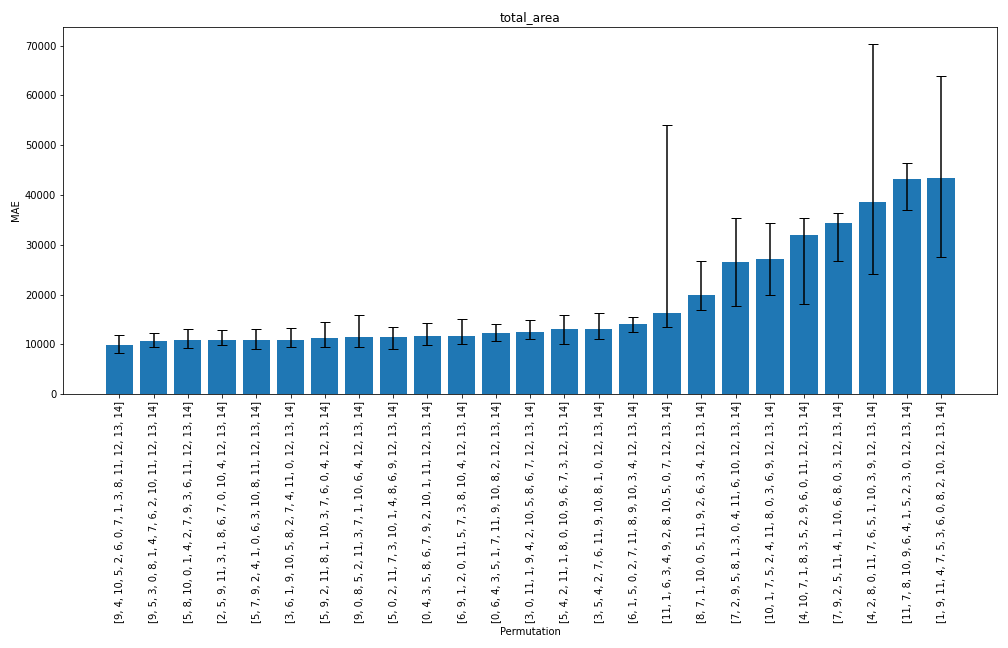 total_area
MAE
70000
60000
50000
40000
30000
20000
10000
0
[9, 4, 10, 5, 2, 6, 0, 7, 1, 3, 8, 11, 12, 13, 14]
[9, 5, 3, 0, 8, 1, 4, 7, 6, 2, 10, 11, 12, 13, 14]
[5, 8, 10, 0, 1, 4, 2, 7, 9, 3, 6, 11, 12, 13, 14]
[2, 5, 9, 11, 3, 1, 8, 6, 7, 0, 10, 4, 12, 13, 14]
[5, 7, 9, 2, 4, 1, 0, 6, 3, 10, 8, 11, 12, 13, 14]
[3, 6, 1, 9, 10, 5, 8, 2, 7, 4, 11, 0, 12, 13, 14]
[5, 9, 2, 11, 8, 1, 10, 3, 7, 6, 0, 4, 12, 13, 14]
[9, 0, 8, 5, 2, 11, 3, 7, 1, 10, 6, 4, 12, 13, 14]
[5, 0, 2, 11, 7, 3, 10, 1, 4, 8, 6, 9, 12, 13, 14]
[0, 4, 3, 5, 8, 6, 7, 9, 2, 10, 1, 11, 12, 13, 14]
[6, 9, 1, 2, 0, 11, 5, 7, 3, 8, 10, 4, 12, 13, 14]
[0, 6, 4, 3, 5, 1, 7, 11, 9, 10, 8, 2, 12, 13, 14]
[3, 0, 11, 1, 9, 4, 2, 10, 5, 8, 6, 7, 12, 13, 14]
[5, 4, 2, 11, 1, 8, 0, 10, 9, 6, 7, 3, 12, 13, 14]
[3, 5, 4, 2, 7, 6, 11, 9, 10, 8, 1, 0, 12, 13, 14]
[6, 1, 5, 0, 2, 7, 11, 8, 9, 10, 3, 4, 12, 13, 14]
[11, 1, 6, 3, 4, 9, 2, 8, 10, 5, 0, 7, 12, 13, 14]
[8, 7, 1, 10, 0, 5, 11, 9, 2, 6, 3, 4, 12, 13, 14]
[7, 2, 9, 5, 8, 1, 3, 0, 4, 11, 6, 10, 12, 13, 14]
[10, 1, 7, 5, 2, 4, 11, 8, 0, 3, 6, 9, 12, 13, 14]
[4, 10, 7, 1, 8, 3, 5, 2, 9, 6, 0, 11, 12, 13, 14]
[7, 9, 2, 5, 11, 4, 1, 10, 6, 8, 0, 3, 12, 13, 14]
[4, 2, 8, 0, 11, 7, 6, 5, 1, 10, 3, 9, 12, 13, 14]
[11, 7, 8, 10, 9, 6, 4, 1, 5, 2, 3, 0, 12, 13, 14]
[1, 9, 11, 4, 7, 5, 3, 6, 0, 8, 2, 10, 12, 13, 14]
Permutation